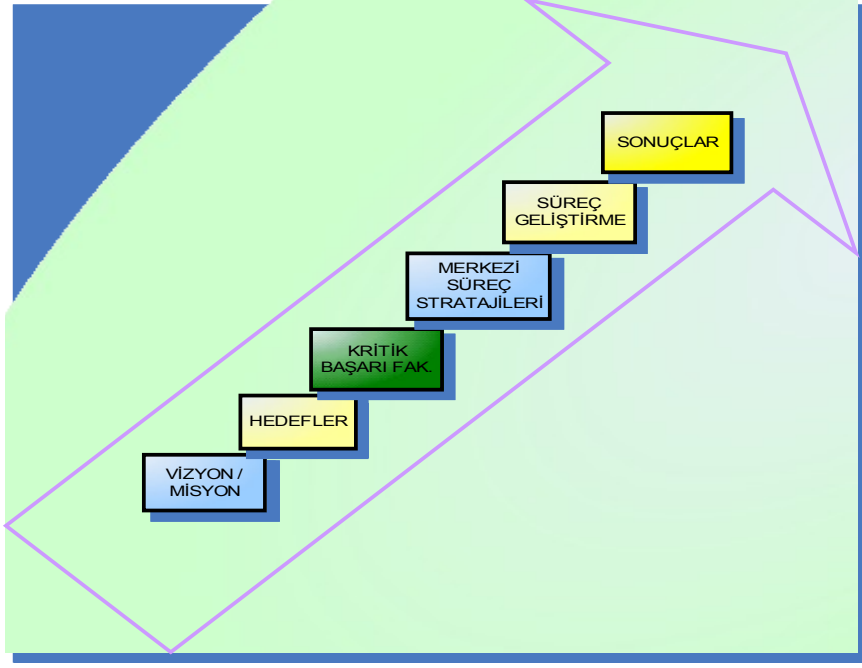 SONUÇLAR
SÜREÇ
GELİŞTİRME
MERKEZİ
SÜREÇ
STRATAJİLERİ
KRİTİK
BAŞARI FAK.
HEDEFLER
VİZYON /
MİSYON